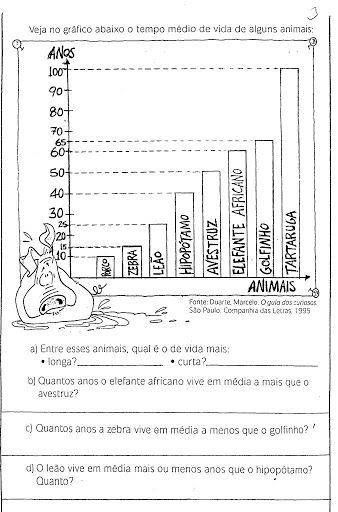 Veja no gráfico abaixo o tempo médio de vida de alguns animais:
ANOS
100
90
80
70
65
60
50
40
30
25
20
15
10
PORCO
ZEBRA
LEÃO
HIPOPÓTAMO
AVESTRUZ
ELEFANTE AFRICANO
GOLFINHO
TARTARUGA
ANIMAIS
Fonte: Duarte, Marcelo. O guia dos curiosos.
São Paulo. Companhia das Letras, 1995
a) Entre esses animais, qual é o de vida mais:
• longa? • curta?
b) Quantos anos o elefante africano vive em média a mais que o
avestruz?
c) Quantos anos a zebra vive em média a menos que o golfinho?
d) O leão vive em média mais ou menos anos que o hipopótamo?
Quanto?